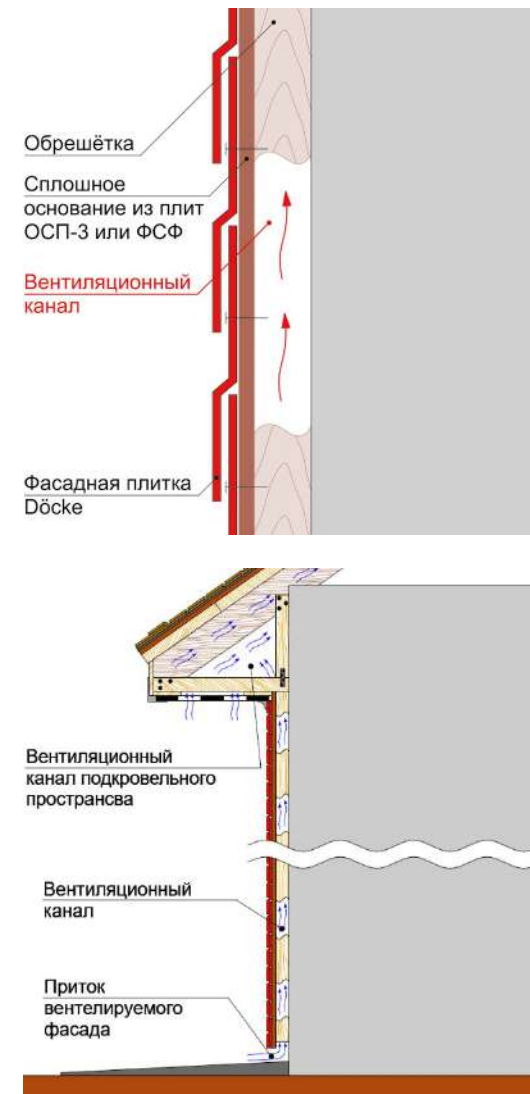 Обрешётка
Сплошное
основание из плит
ОСП-3 или ФСФ
Вентиляционный
канал
Фасадная плитка
Döcke
Вентиляционный
канал подкровельного
пространсва
Вентиляционный
канал
Приток
вентелируемого
фасада